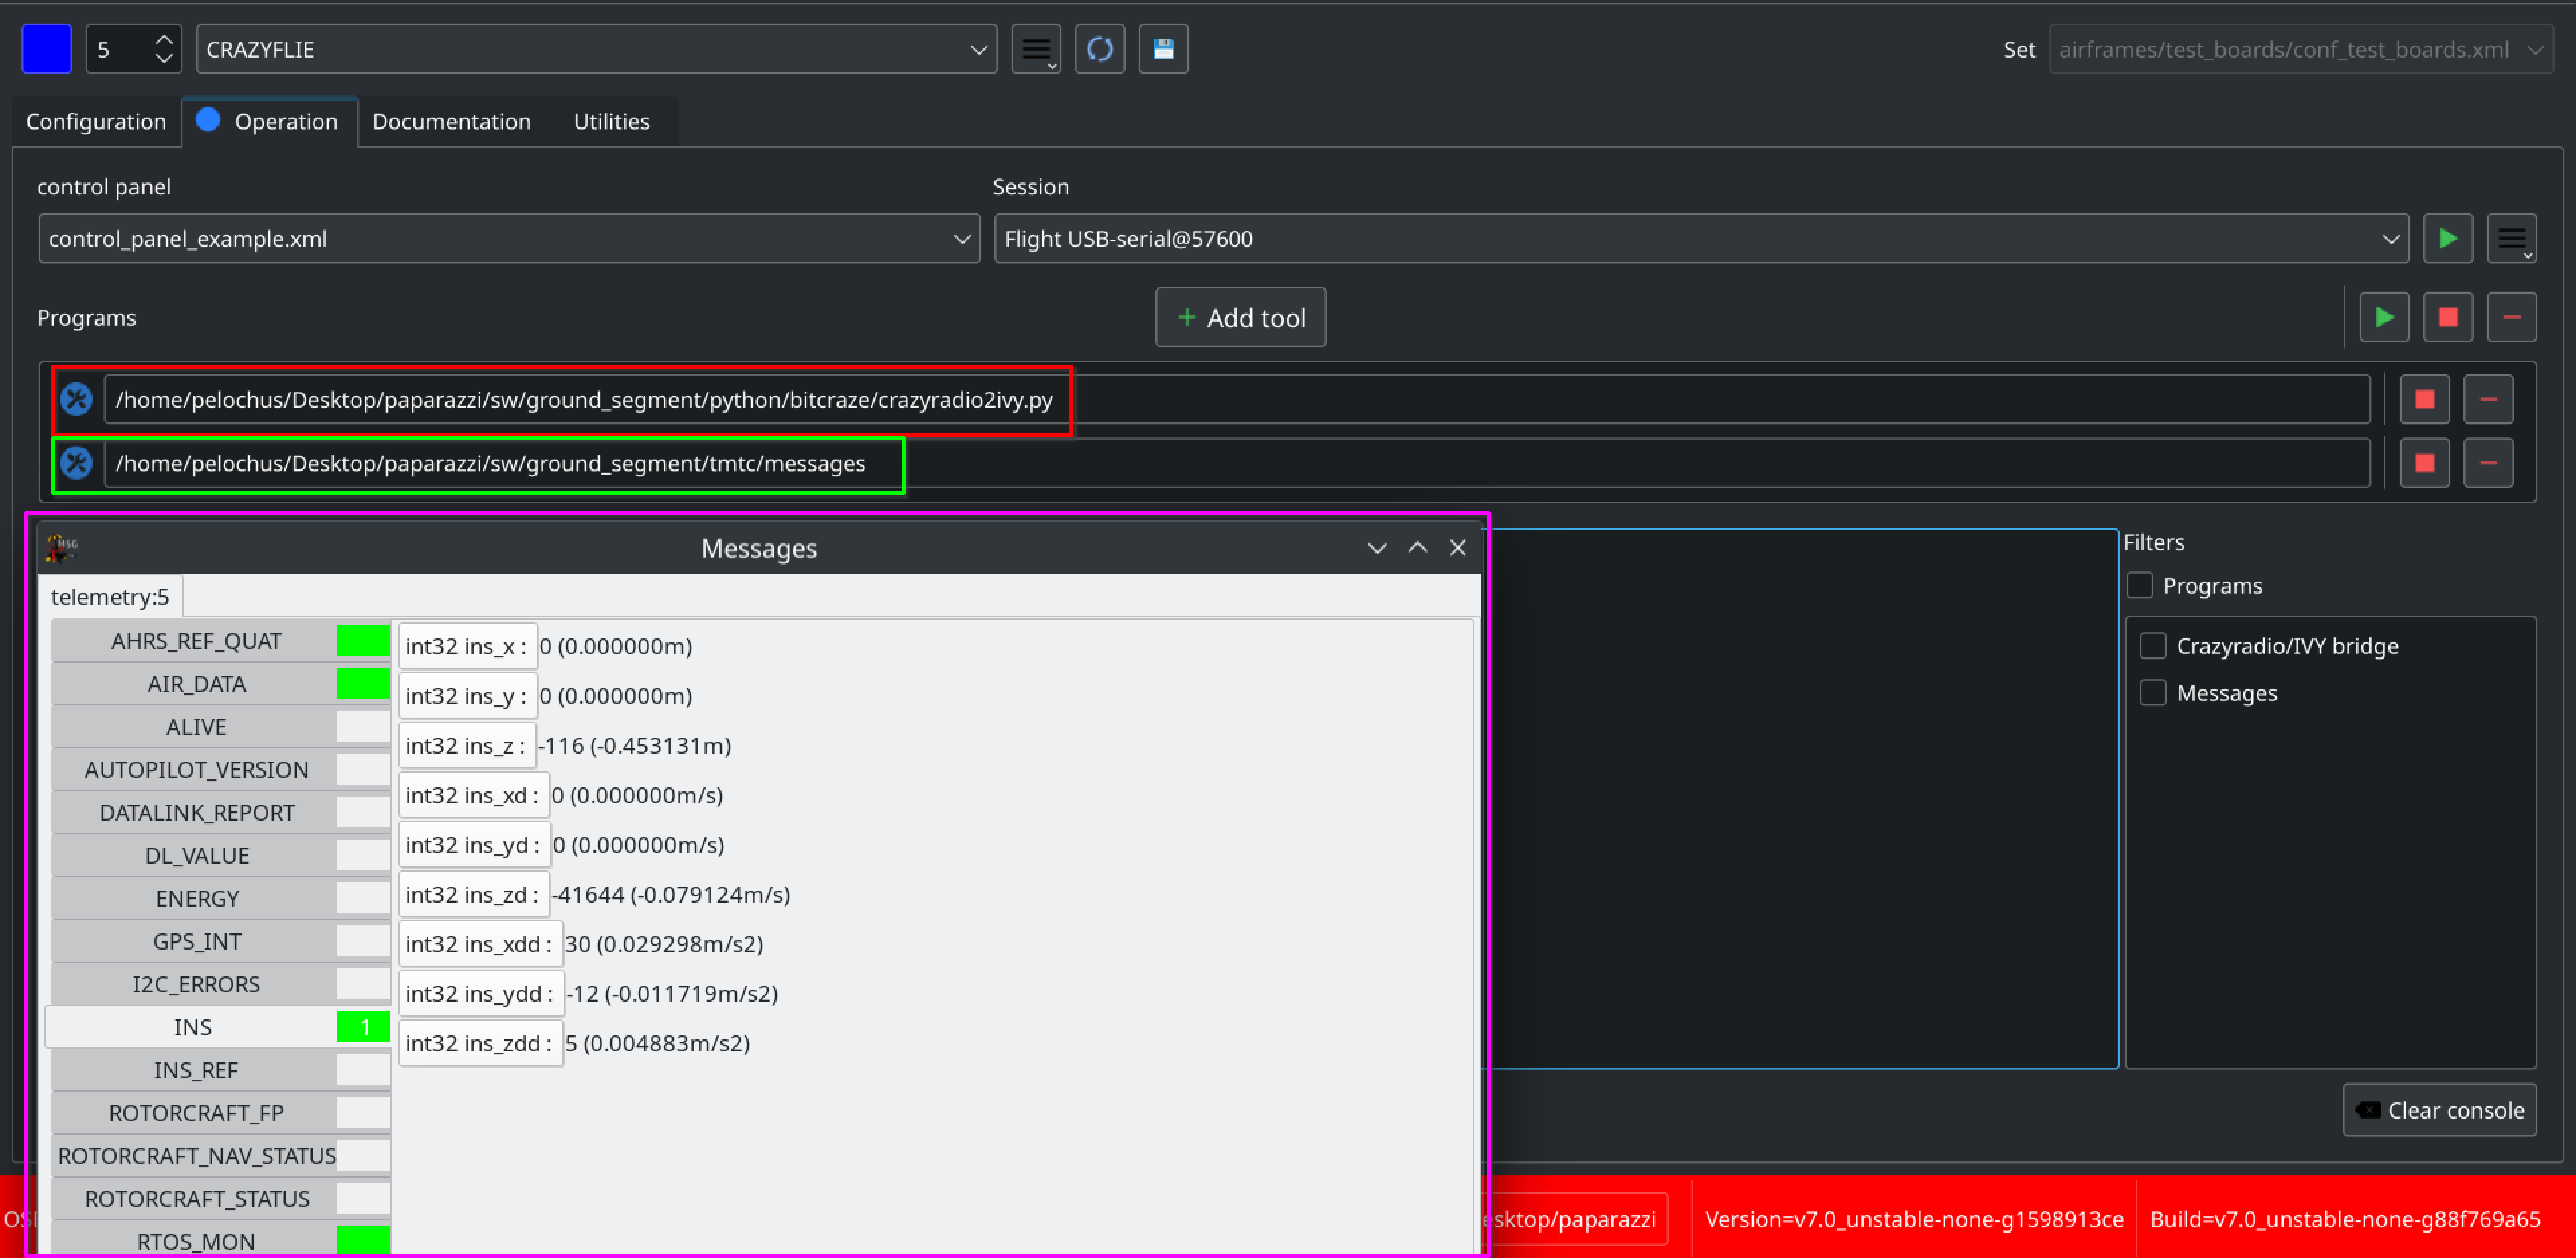 5 CRAZYFLIE Set airframes/test_boards/conf_test_boards.xml
Configuration Operation Documentation Utilities
control panel Session
control_panel_example.xml Flight USB-serial@57600
Programs + Add tool
/home/pelochus/Desktop/paparazzi/sw/ground_segment/python/bitcraze/crazyradio2ivy.py
/home/pelochus/Desktop/paparazzi/sw/ground_segment/tmtc/messages
MSG Messages
telemetry:5
AHRS_REF_QUAT
AIR_DATA
ALIVE
AUTOPILOT_VERSION
DATALINK_REPORT
DL_VALUE
ENERGY
GPS_INT
I2C_ERRORS
INS 1
INS_REF
ROTORCRAFT_FP
ROTORCRAFT_NAV_STATUS
ROTORCRAFT_STATUS
RTOS_MON
int32 ins_x : 0 (0.000000m)
int32 ins_y : 0 (0.000000m)
int32 ins_z : -116 (-0.453131m)
int32 ins_xd : 0 (0.000000m/s)
int32 ins_yd : 0 (0.000000m/s)
int32 ins_zd : -41644 (-0.079124m/s)
int32 ins_xdd : 30 (0.029298m/s2)
int32 ins_ydd : -12 (-0.011719m/s2)
int32 ins_zdd : 5 (0.004883m/s2)
Filters
Programs
Crazyradio/IVY bridge
Messages
Clear console
esktop/paparazzi Version=v7.0_unstable-none-g1598913ce Build=v7.0_unstable-none-g88f769a65